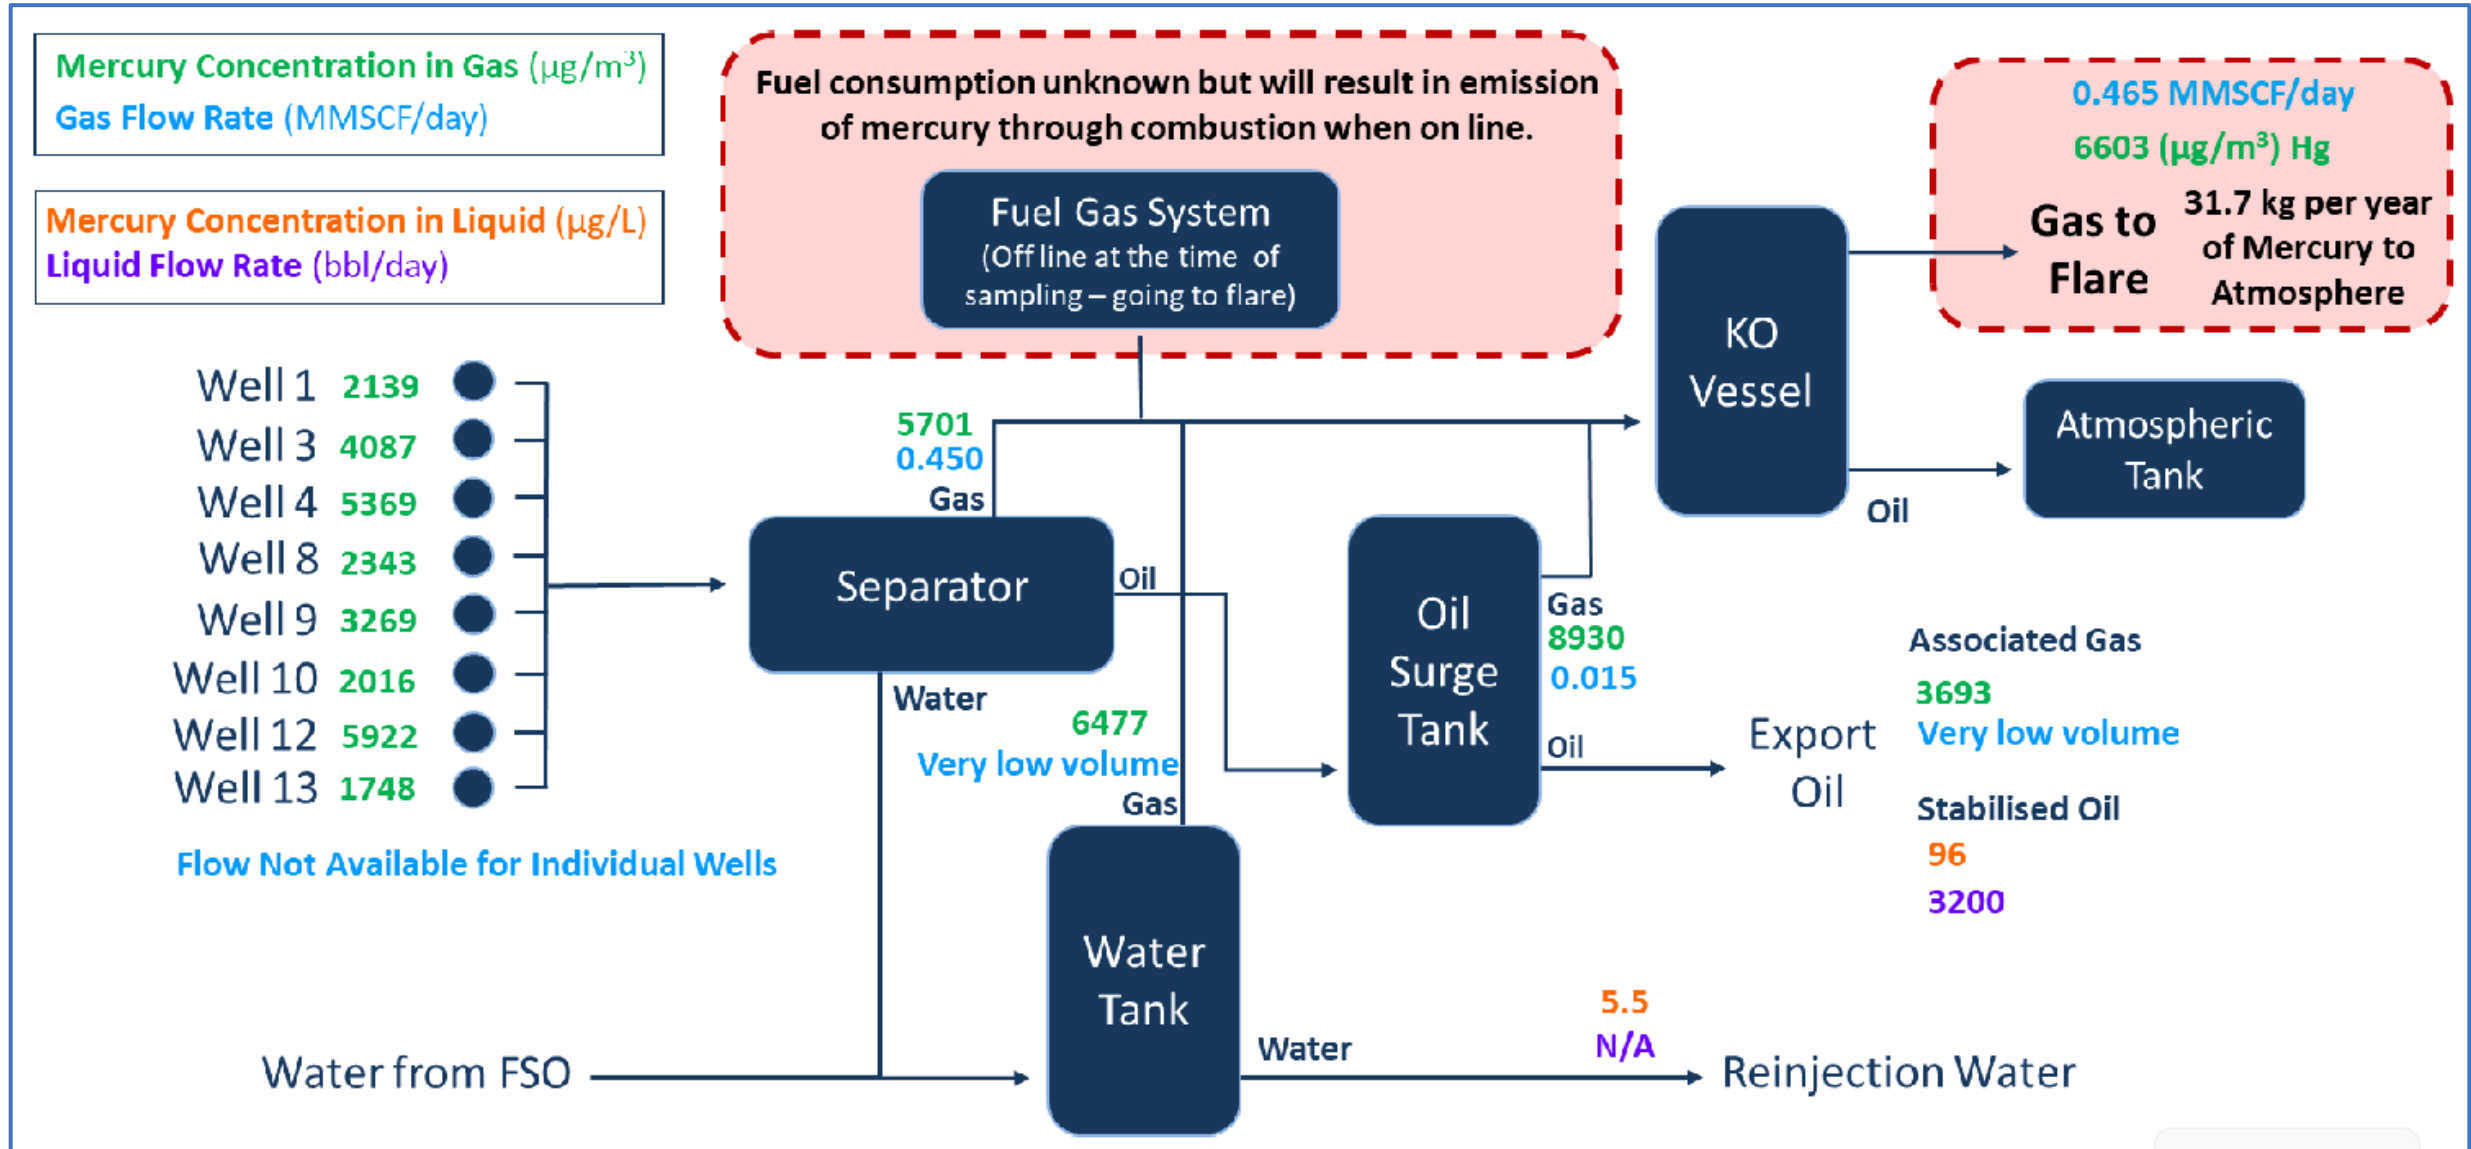 Mercury Concentration in Gas (µg/m³)
Gas Flow Rate (MMSCF/day)
Mercury Concentration in Liquid (µg/L)
Liquid Flow Rate (bbl/day)
Fuel consumption unknown but will result in emission
of mercury through combustion when on line.
Fuel Gas System
(Off line at the time of
sampling – going to flare)
0.465 MMSCF/day
6603 (µg/m³) Hg
Gas to
Flare
31.7 kg per year
of Mercury to
Atmosphere
KO
Vessel
Atmospheric
Tank
Oil
Well 1 2139
Well 3 4087
Well 4 5369
Well 8 2343
Well 9 3269
Well 10 2016
Well 12 5922
Well 13 1748
Flow Not Available for Individual Wells
5701
0.450
Gas
Separator
Oil
Water
6477
Very low volume
Gas
Oil
Surge
Tank
Gas
8930
0.015
Oil
Export
Oil
Associated Gas
3693
Very low volume
Stabilised Oil
96
3200
Water
Tank
Water from FSO
Water
5.5
N/A
Reinjection Water